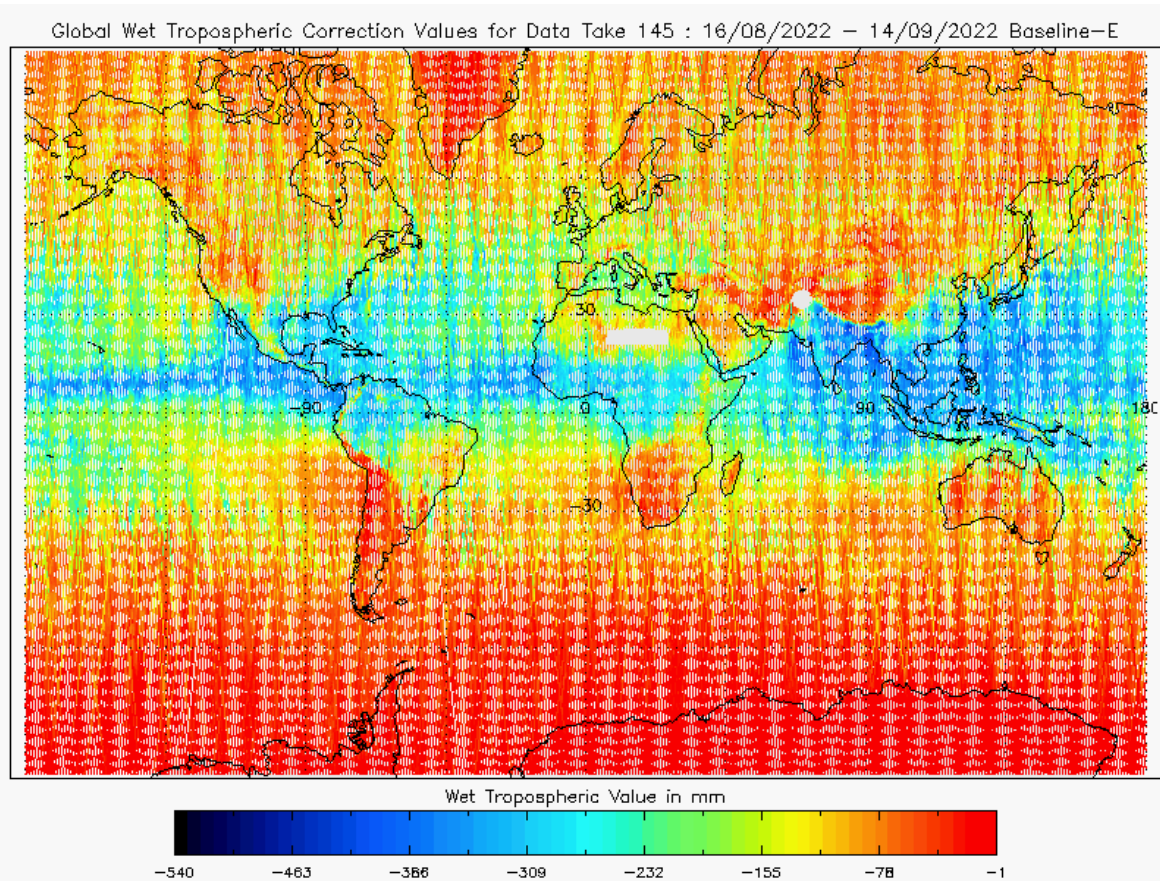 Global Wet Tropospheric Correction Values for Data Take 145 : 16/08/2022 – 14/09/2022 Baseline–E
30
–90 0 90 180
–30
Wet Tropospheric Value in mm
–540 –463 –386 –309 –232 –155 –78 –1